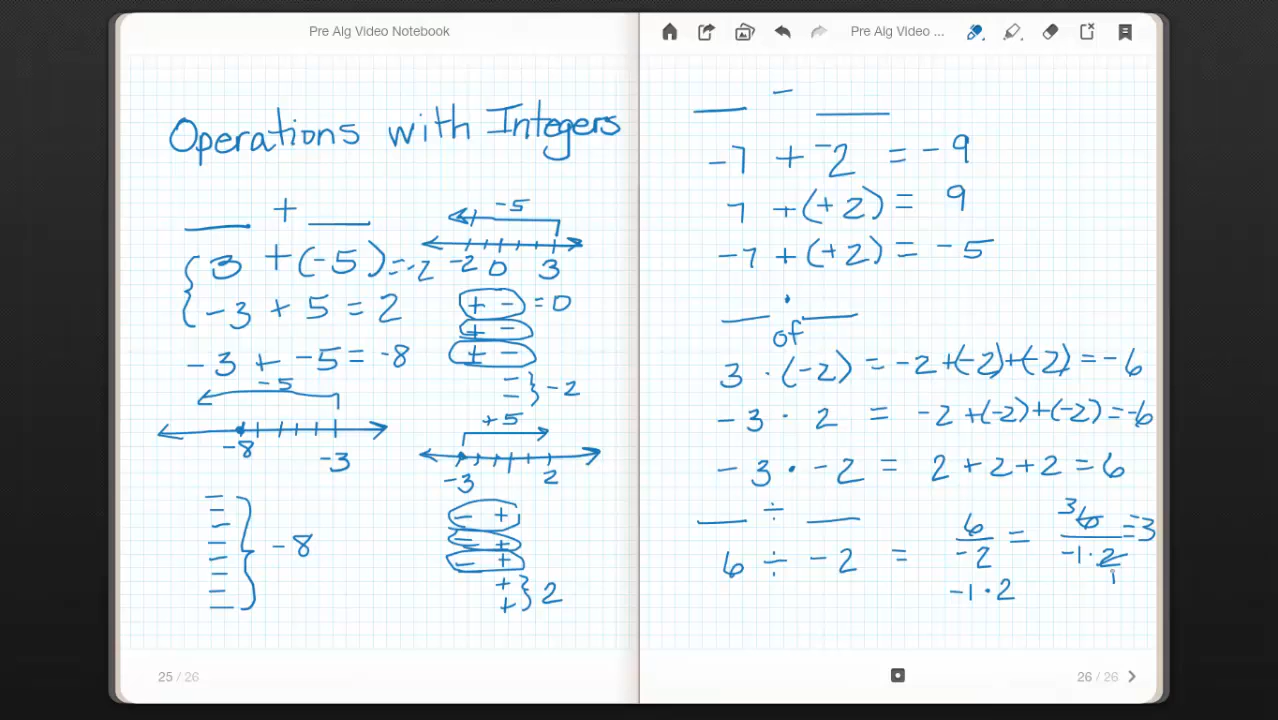 Pre Alg Video Notebook
Operations with Integers
___ + ___
3 + (-5) = -2
-3 + 5 = 2
-3 + -5 = -8
-5
-8 -3
- - - - - - - - } -8
-5
-2 0 3
+ - = 0
+ -
+ -
- - } -2
+5
-3 2
- +
- +
- +
+ + } 2
25 / 26
Pre Alg Video ...
___ - ___
-7 + -2 = -9
7 + (+2) = 9
-7 + (+2) = -5
___ · ___
of
3 · (-2) = -2 + (-2) + (-2) = -6
-3 · 2 = -2 + (-2) + (-2) = -6
-3 · -2 = 2 + 2 + 2 = 6
___ ÷ ___
6 ÷ -2 = 6/-2 = 3 6/-1·2 1 = 3
-1 · 2
26 / 26